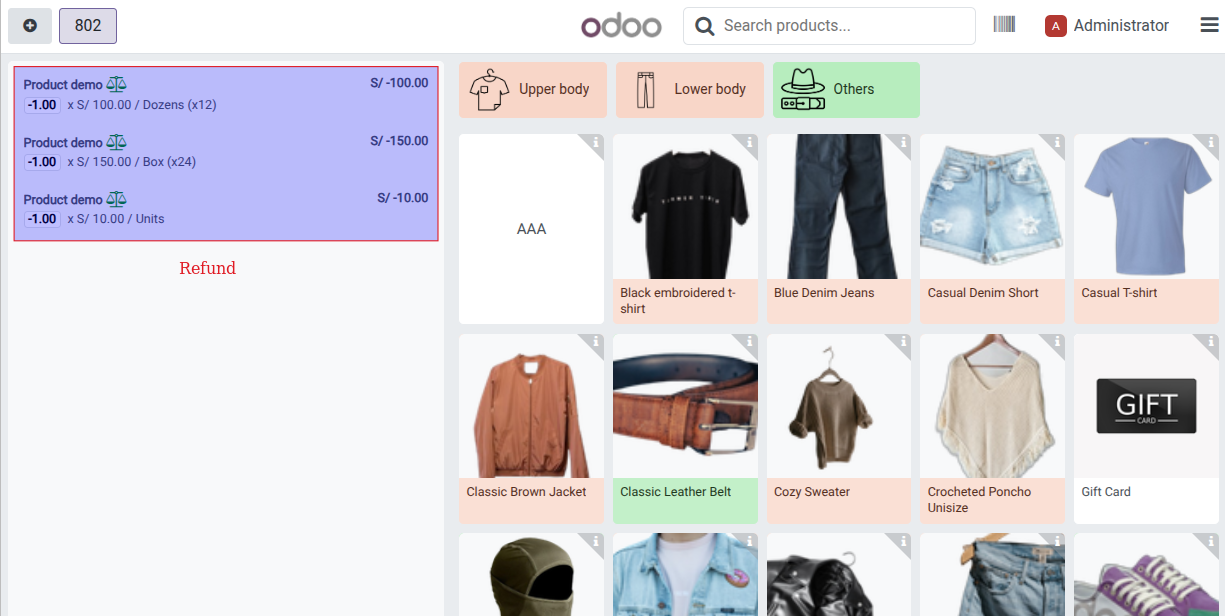 802
odoo
Search products...
A Administrator
Product demo S/ -100.00
-1.00 x S/ 100.00 / Dozens (x12)
Product demo S/ -150.00
-1.00 x S/ 150.00 / Box (x24)
Product demo S/ -10.00
-1.00 x S/ 10.00 / Units
Refund
Upper body
Lower body
Others
AAA
Black embroidered t-
shirt
Blue Denim Jeans
Casual Denim Short
Casual T-shirt
Classic Brown Jacket
Classic Leather Belt
Cozy Sweater
Crocheted Poncho
Unisize
GIFT
CARD
Gift Card